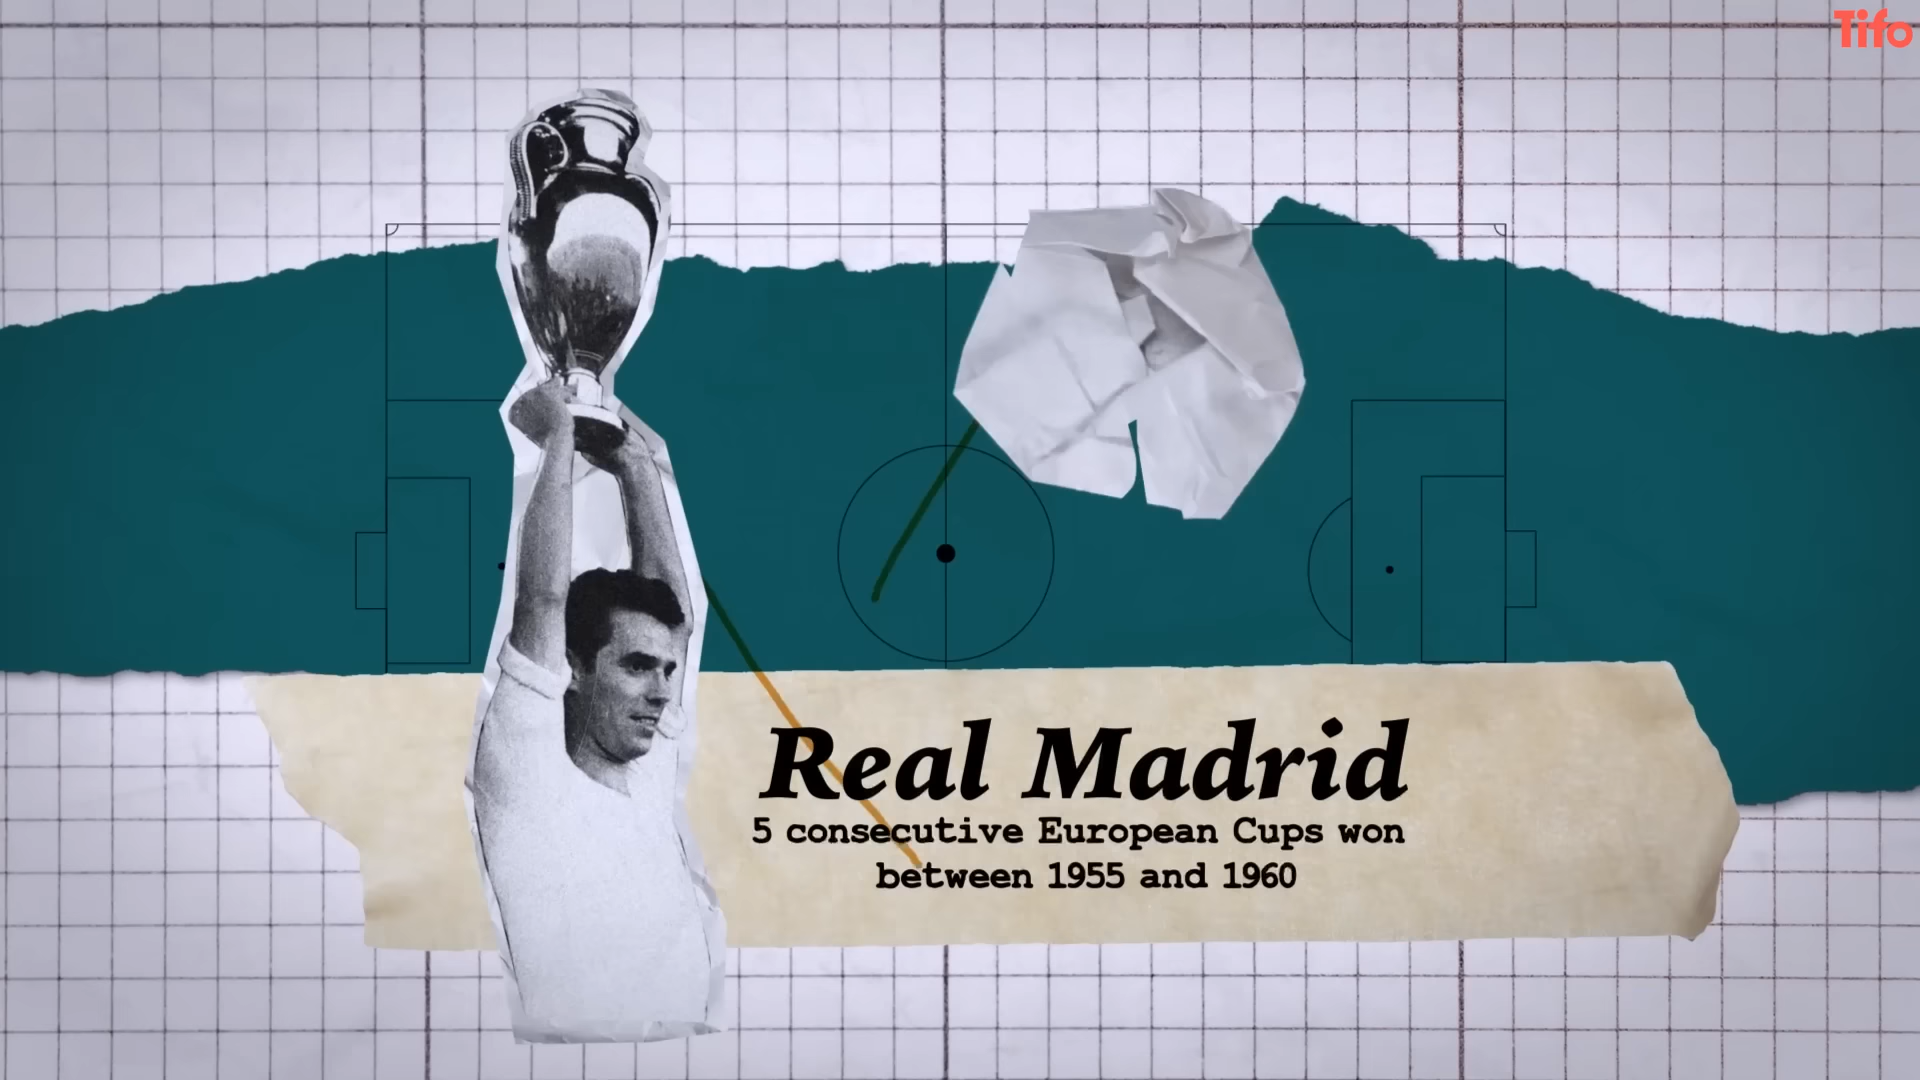 Tifo
Real Madrid
5 consecutive European Cups won
between 1955 and 1960